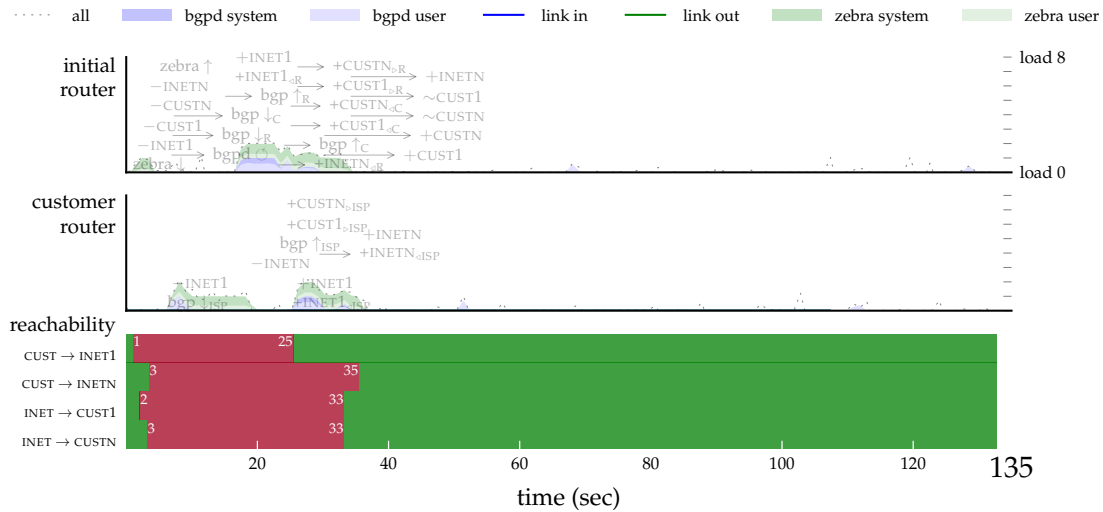 all bgpd system bgpd user link in link out zebra system zebra user
initial router
load 8
load 0
zebra ↑
−INETN
−CUSTN
−CUST1
−INET1
zebra ↓
+INET1
+INET1◃R
bgp ↑R
bgp ↓C
bgp ↓R
bgpd ○
+CUSTN▹R
+CUST1▹R
+CUSTN◃C
+CUST1◃C
bgp ↑C
+INETN◃R
+INETN
∼CUST1
∼CUSTN
+CUSTN
+CUST1
customer router
+CUSTN▹ISP
+CUST1▹ISP
bgp ↑ISP
−INETN
+INETN
+INETN◃ISP
−INET1
bgp ↓ISP
+INET1
+INET1◃ISP
reachability
CUST → INET1
1 25
CUST → INETN
3 35
INET → CUST1
2 33
INET → CUSTN
3 33
20 40 60 80 100 120 135
time (sec)